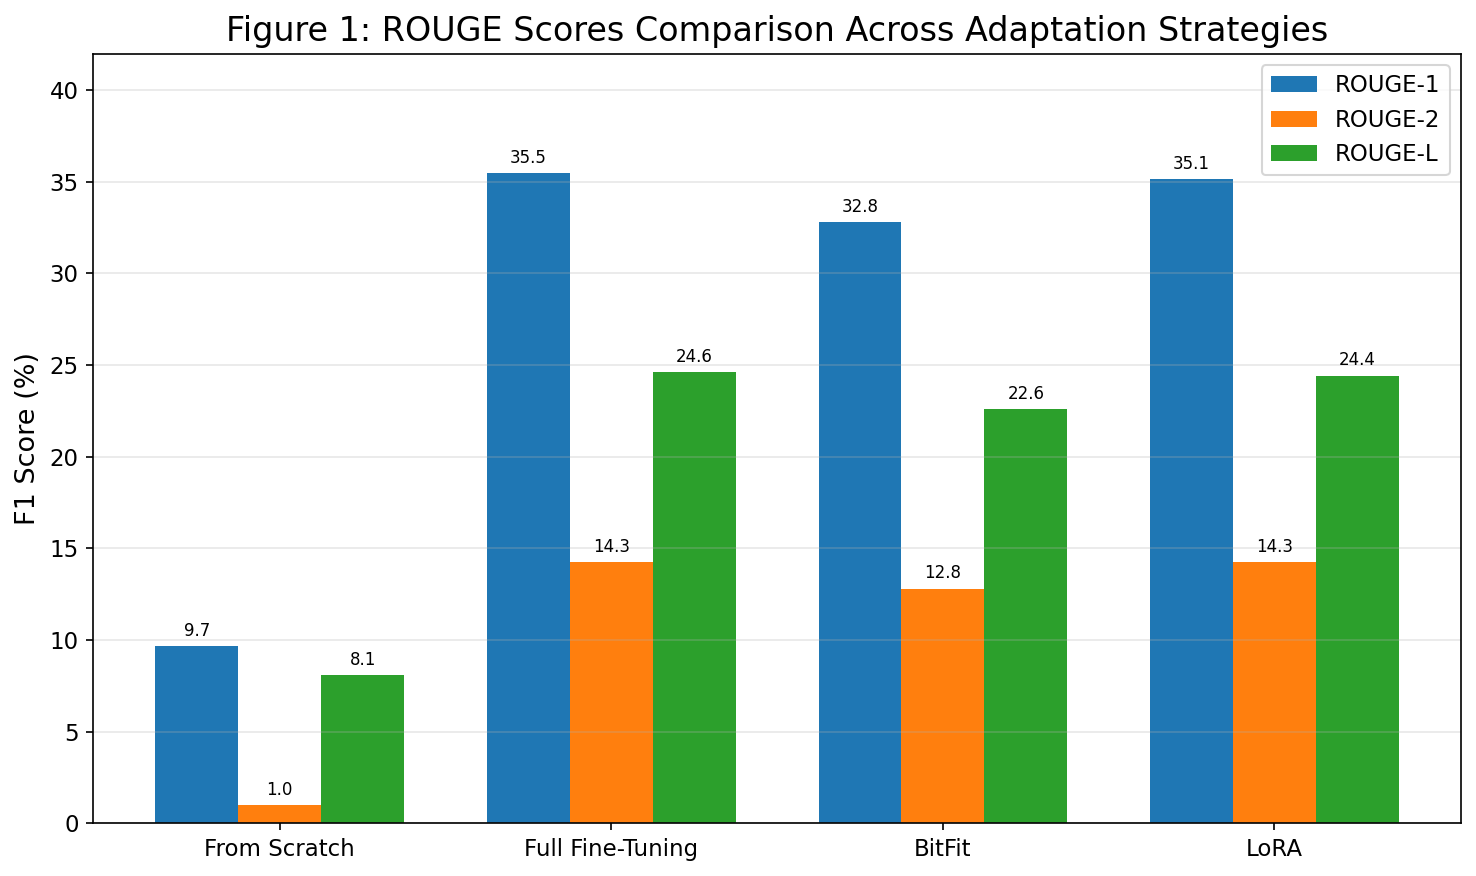 Figure 1: ROUGE Scores Comparison Across Adaptation Strategies
ROUGE-1
ROUGE-2
ROUGE-L
F1 Score (%)
40
35
30
25
20
15
10
5
0
9.7
1.0
8.1
35.5
14.3
24.6
32.8
12.8
22.6
35.1
14.3
24.4
From Scratch
Full Fine-Tuning
BitFit
LoRA